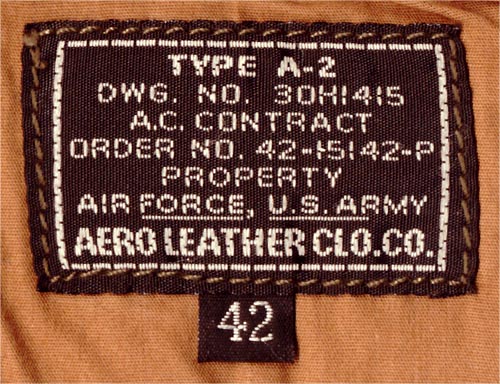 TYPE A-2
DWG. NO. 30H1415
A.C. CONTRACT
ORDER NO. 42-15142-P
PROPERTY
AIR FORCE, U.S. ARMY
AERO LEATHER CLO.CO.
42